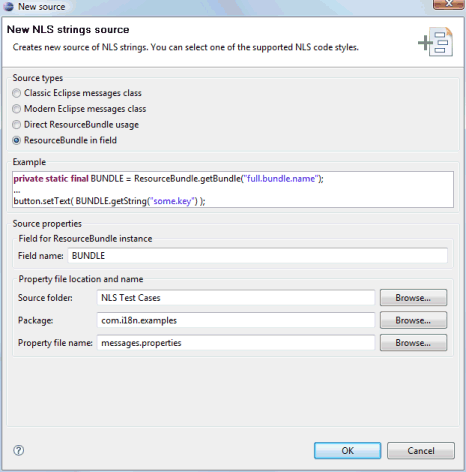 New source
New NLS strings source
Creates new source of NLS strings. You can select one of the supported NLS code styles.
Source types
Classic Eclipse messages class
Modern Eclipse messages class
Direct ResourceBundle usage
ResourceBundle in field
Example
private static final BUNDLE = ResourceBundle.getBundle("full.bundle.name");
...
button.setText( BUNDLE.getString("some.key") );
Source properties
Field for ResourceBundle instance
Field name: BUNDLE
Property file location and name
Source folder: NLS Test Cases Browse...
Package: com.i18n.examples Browse...
Property file name: messages.properties Browse...
? OK Cancel